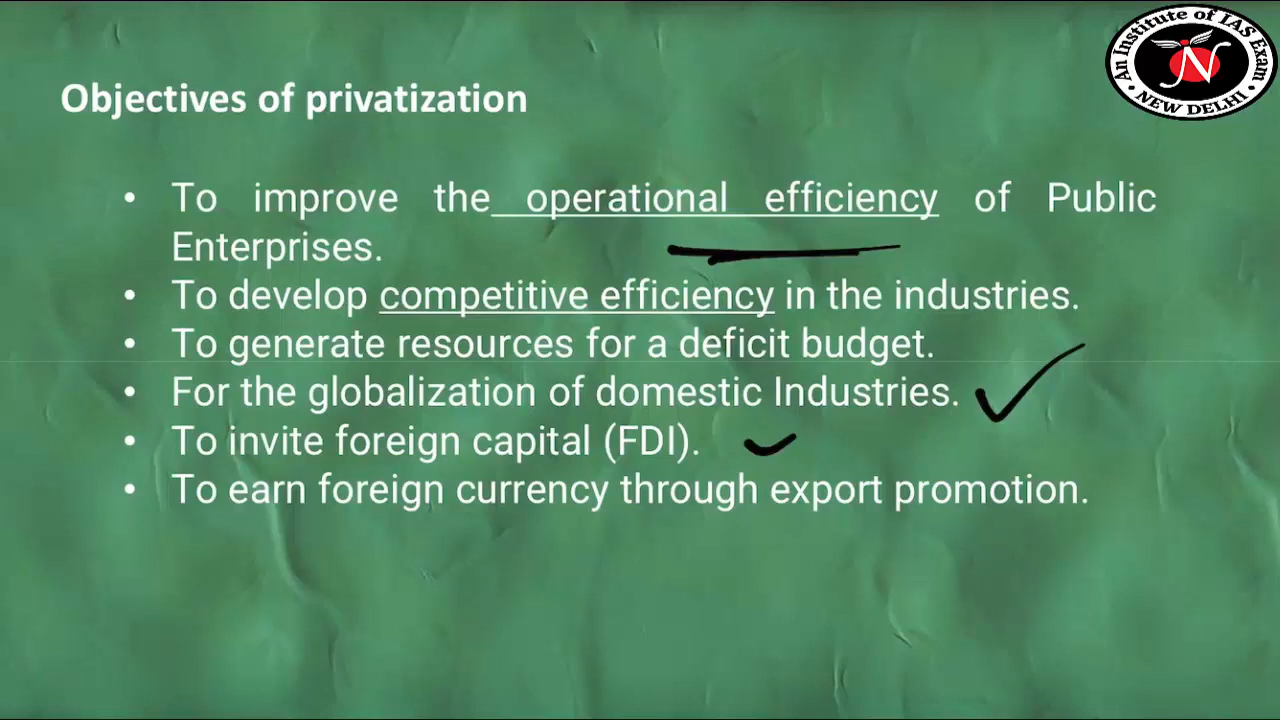 An Institute of IAS Exam
N
• NEW DELHI •
Objectives of privatization
• To improve the operational efficiency of Public
Enterprises.
• To develop competitive efficiency in the industries.
• To generate resources for a deficit budget.
• For the globalization of domestic Industries.
• To invite foreign capital (FDI).
• To earn foreign currency through export promotion.